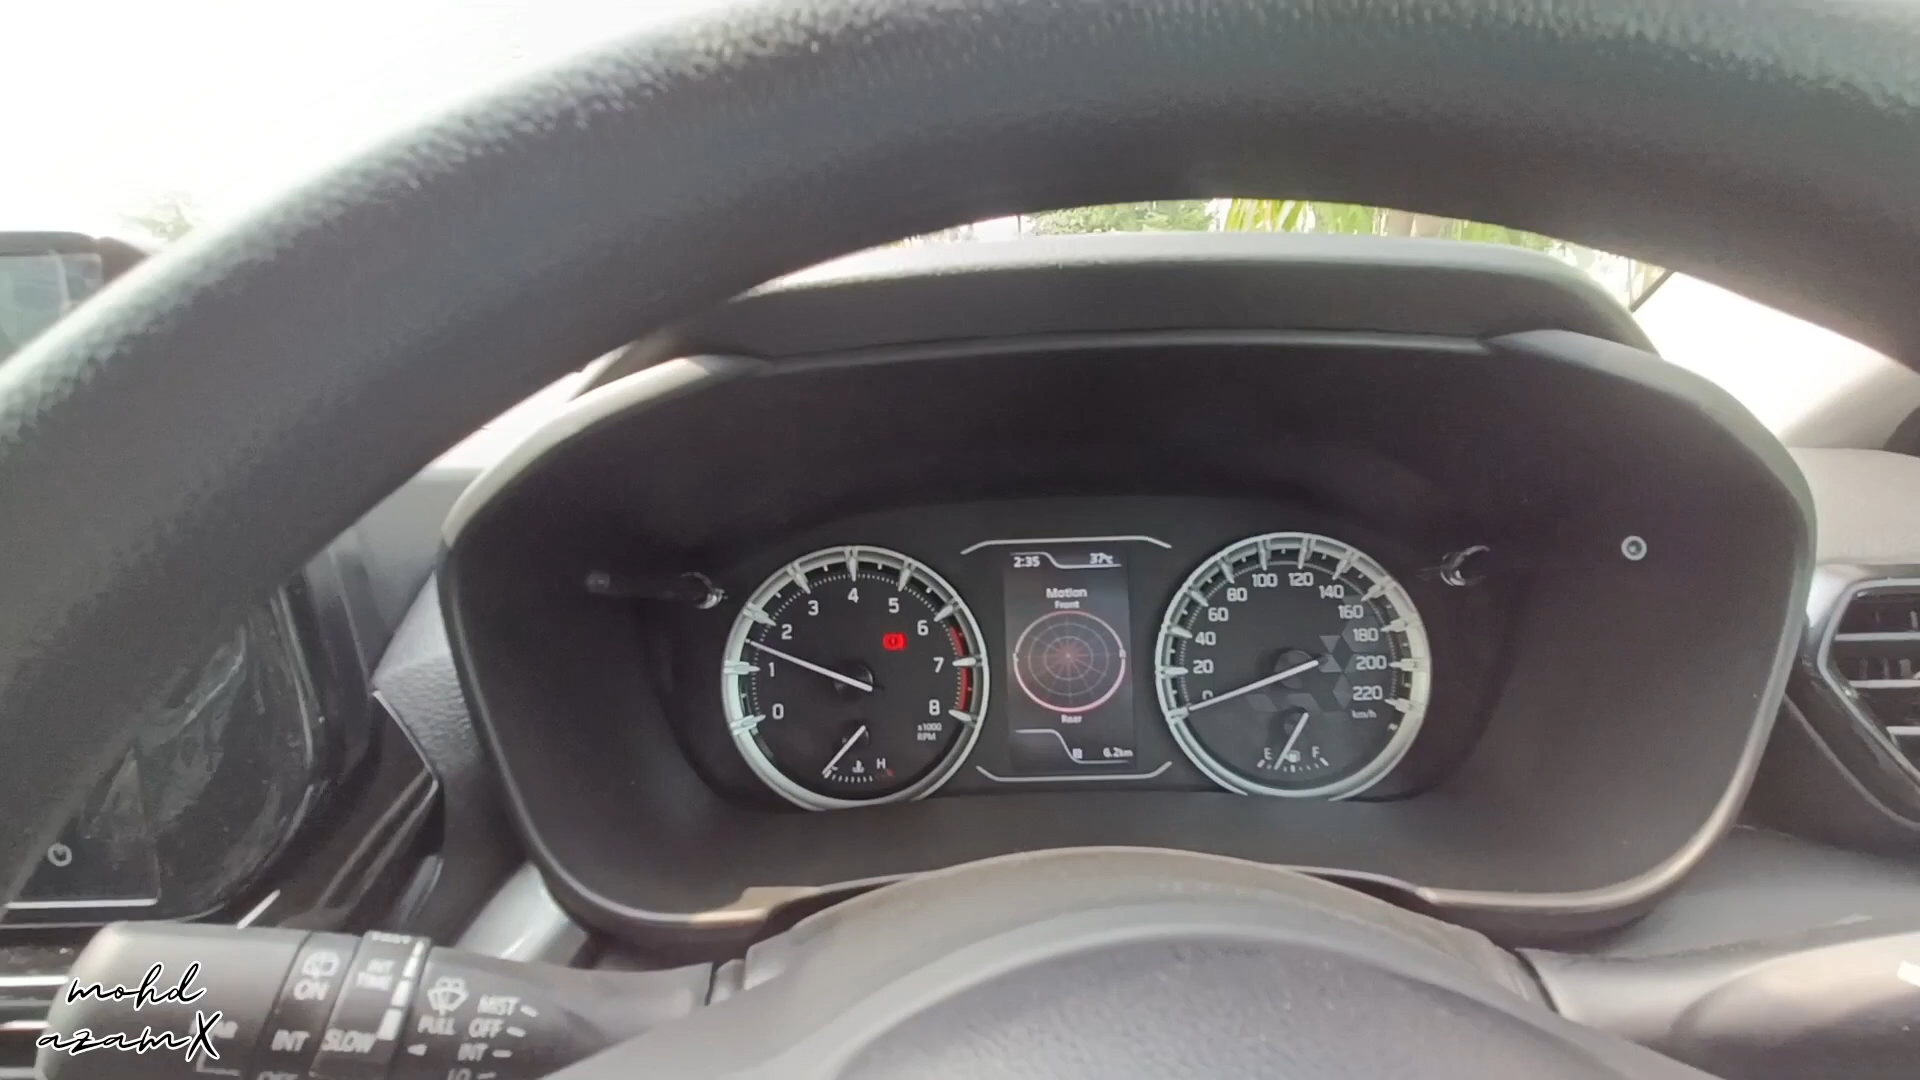 2:35 37°C
Motion
Front
Rear
6.2km
0 1 2 3 4 5 6 7 8
x1000
RPM
H
0 20 40 60 80 100 120 140 160 180 200 220
km/h
E F
ON
INT
SLOW
INT
TIME
PULL
MIST
OFF
INT
LO
mohd
azamX